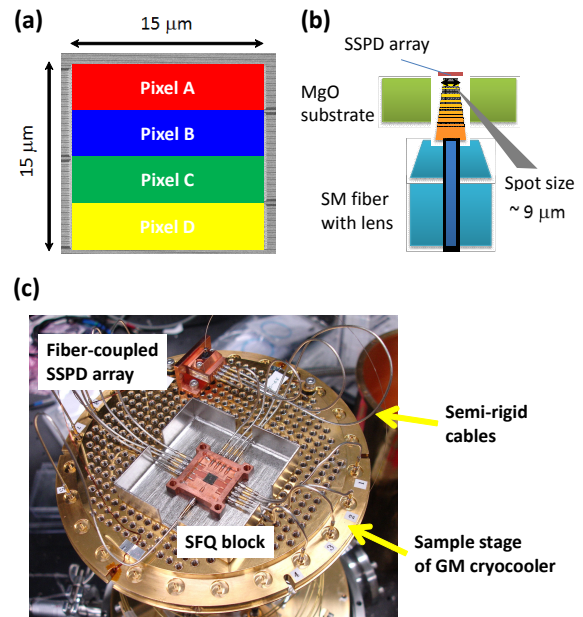 (a)
15 μm
15 μm
Pixel A
Pixel B
Pixel C
Pixel D
(b)
SSPD array
MgO
substrate
SM fiber
with lens
Spot size
~ 9 μm
(c)
Fiber-coupled
SSPD array
Semi-rigid
cables
SFQ block
Sample stage
of GM cryocooler